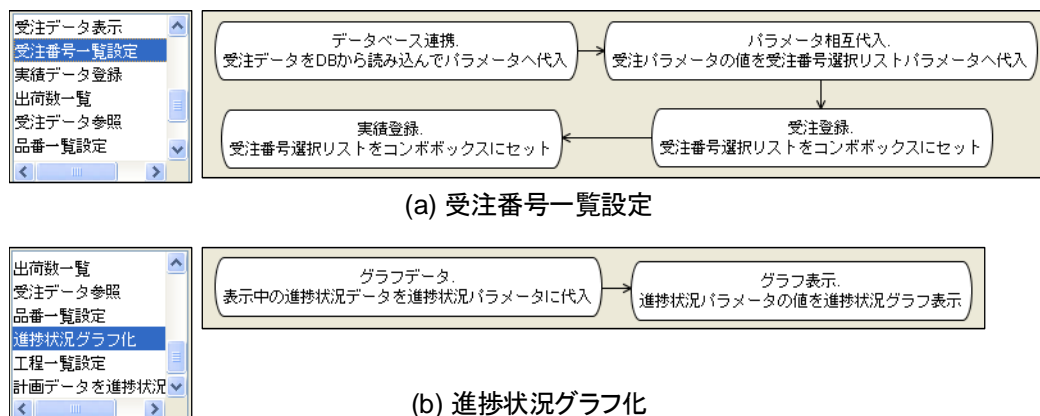 受注データ表示
受注番号一覧設定
実績データ登録
出荷数一覧
受注データ参照
品番一覧設定
データベース連携.
受注データをDBから読み込んでパラメータへ代入
パラメータ相互代入.
受注パラメータの値を受注番号選択リストパラメータへ代入
実績登録.
受注番号選択リストをコンボボックスにセット
受注登録.
受注番号選択リストをコンボボックスにセット
(a) 受注番号一覧設定
出荷数一覧
受注データ参照
品番一覧設定
進捗状況グラフ化
工程一覧設定
計画データを進捗状況
グラフデータ.
表示中の進捗状況データを進捗状況パラメータに代入
グラフ表示.
進捗状況パラメータの値を進捗状況グラフ表示
(b) 進捗状況グラフ化